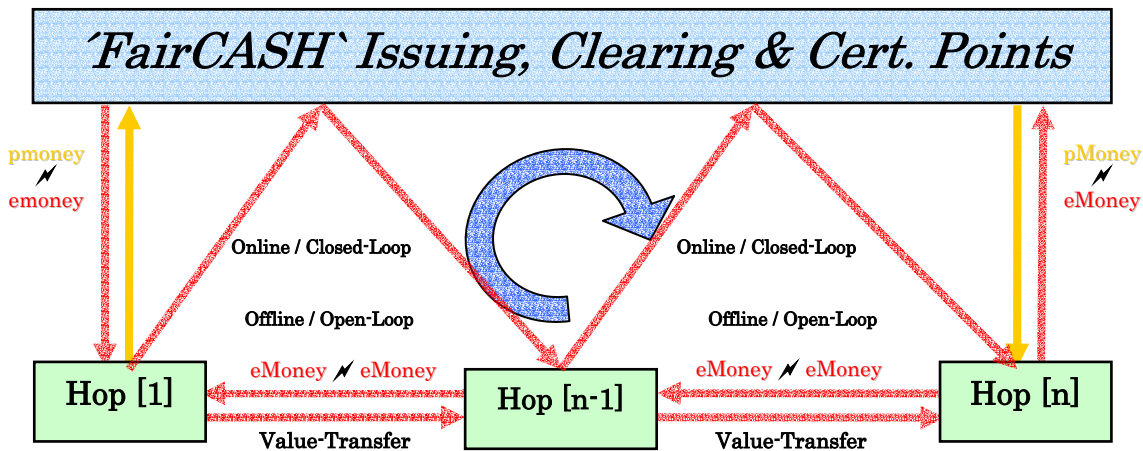 ´FairCASH` Issuing, Clearing & Cert. Points
pmoney
emoney
pMoney
eMoney
Online / Closed-Loop
Online / Closed-Loop
Offline / Open-Loop
Offline / Open-Loop
Hop [1]
eMoney eMoney
Hop [n-1]
eMoney eMoney
Hop [n]
Value-Transfer
Value-Transfer